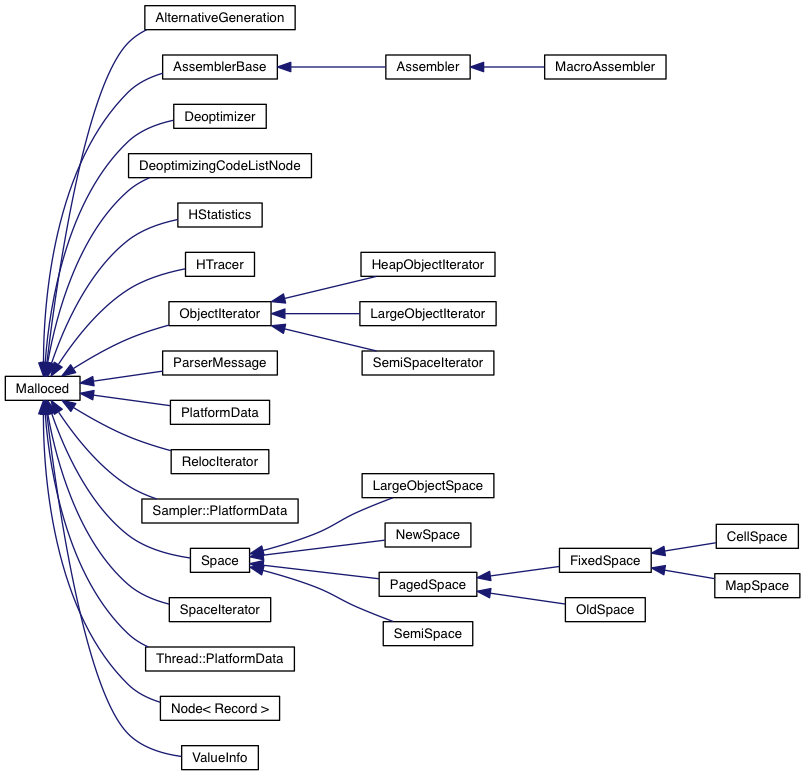 AlternativeGeneration
AssemblerBase
Assembler
MacroAssembler
Deoptimizer
DeoptimizingCodeListNode
HStatistics
HTracer
HeapObjectIterator
ObjectIterator
LargeObjectIterator
ParserMessage
SemiSpaceIterator
Malloced
PlatformData
RelocIterator
LargeObjectSpace
Sampler::PlatformData
NewSpace
CellSpace
Space
FixedSpace
PagedSpace
MapSpace
SpaceIterator
OldSpace
SemiSpace
Thread::PlatformData
Node< Record >
ValueInfo